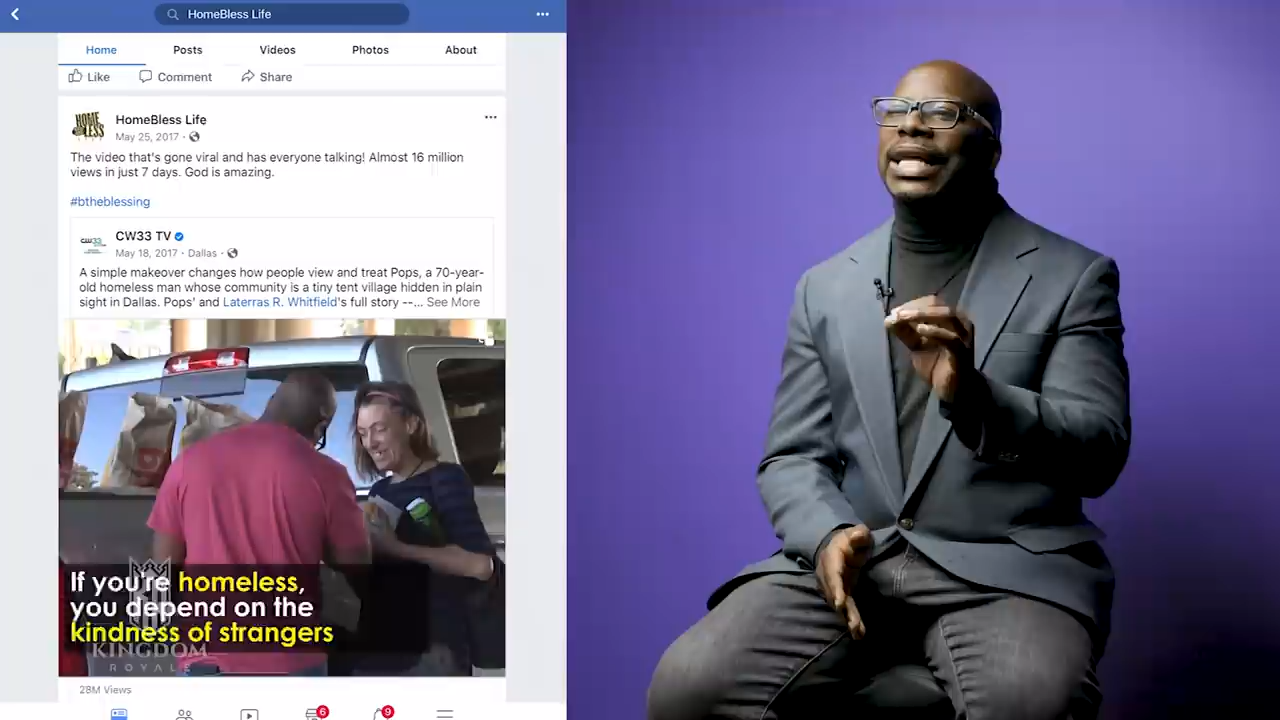 HomeBless Life
Home Posts Videos Photos About
Like Comment Share
HOME
BLESS
HomeBless Life
May 25, 2017
The video that's gone viral and has everyone talking! Almost 16 million
views in just 7 days. God is amazing.
#btheblessing
CW33
CW33 TV
May 18, 2017 · Dallas
A simple makeover changes how people view and treat Pops, a 70-year-
old homeless man whose community is a tiny tent village hidden in plain
sight in Dallas. Pops' and Laterras R. Whitfield's full story --... See More
If you're homeless,
you depend on the
kindness of strangers
KINGDOM
ROYALE
28M Views
6
9